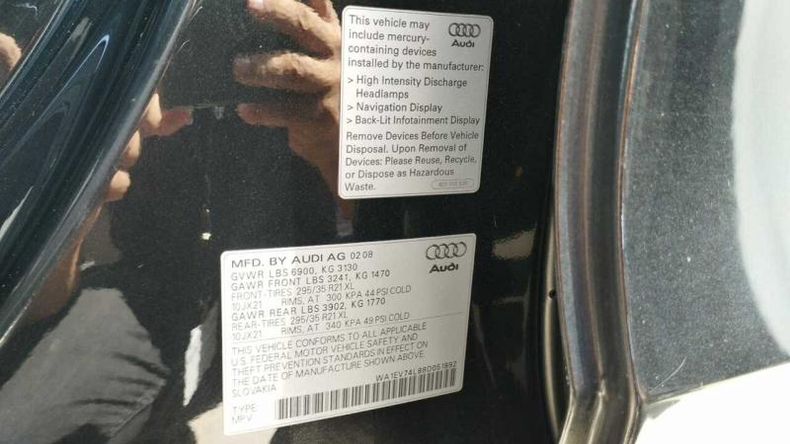 This vehicle may
include mercury-
containing devices
installed by the manufacturer:
Audi
> High Intensity Discharge
Headlamps
> Navigation Display
> Back-Lit Infotainment Display
Remove Devices Before Vehicle
Disposal. Upon Removal of
Devices: Please Reuse, Recycle,
or Dispose as Hazardous
Waste.
MFD. BY AUDI AG 02 08
Audi
GVWR LBS 6900, KG 3130
GAWR FRONT LBS 3241, KG 1470
FRONT-TIRES 295/35 R21 XL
10JX21 RIMS, AT 300 KPA 44 PSI COLD
GAWR REAR LBS 3902, KG 1770
REAR-TIRES 295/35 R21 XL
10JX21 RIMS, AT 340 KPA 49 PSI COLD
THIS VEHICLE CONFORMS TO ALL APPLICABLE
U.S. FEDERAL MOTOR VEHICLE SAFETY AND
THEFT PREVENTION STANDARDS IN EFFECT ON
THE DATE OF MANUFACTURE SHOWN ABOVE.
SLOVAKIA
WA1EV74L88D051992
TYPE:
MPV